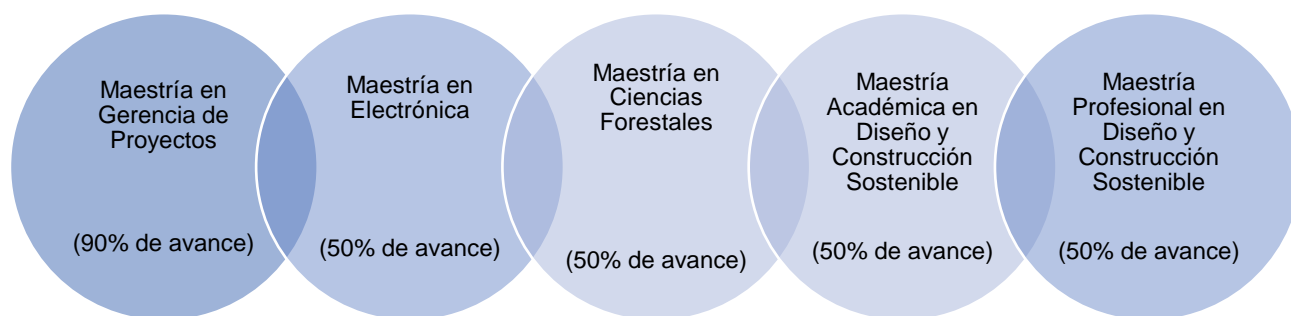 Maestría en
Gerencia de
Proyectos
(90% de avance)
Maestría en
Electrónica
(50% de avance)
Maestría en
Ciencias
Forestales
(50% de avance)
Maestría
Académica en
Diseño y
Construcción
Sostenible
(50% de avance)
Maestría
Profesional en
Diseño y
Construcción
Sostenible
(50% de avance)